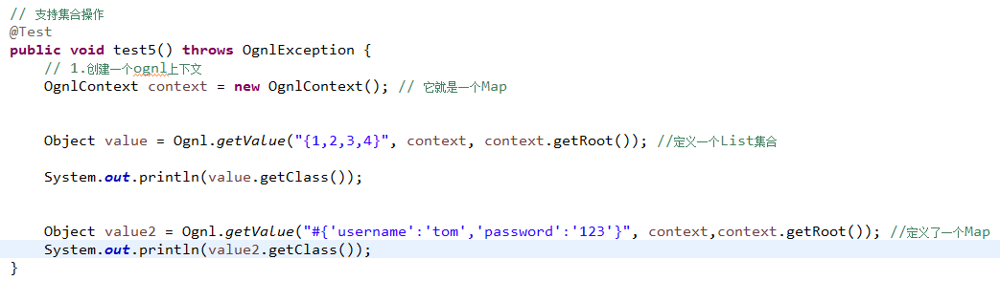 // 支持集合操作
@Test
public void test5() throws OgnlException {
// 1.创建一个ognl上下文
OgnlContext context = new OgnlContext(); // 它就是一个Map
Object value = Ognl.getValue("{1,2,3,4}", context, context.getRoot()); //定义一个List集合
System.out.println(value.getClass());
Object value2 = Ognl.getValue("#{'username':'tom','password':'123'}", context,context.getRoot()); //定义了一个Map
System.out.println(value2.getClass());
}